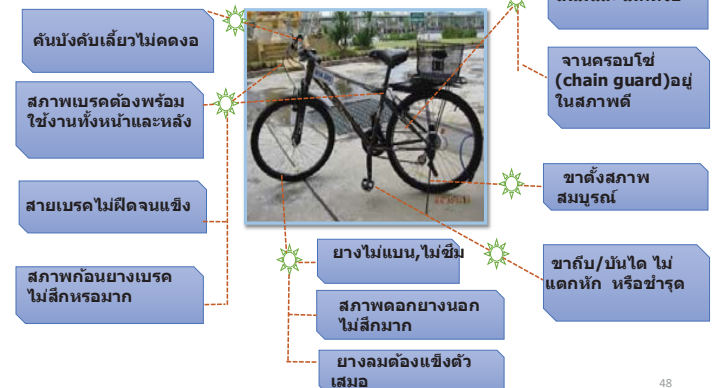 คันบังคับเลี้ยวไม่คดงอ
สภาพเบรคต้องพร้อม
ใช้งานทั้งหน้าและหลัง
สายเบรคไม่ฝืดจนแข็ง
สภาพก้อนยางเบรค
ไม่สึกหรอมาก
จานครอบโซ่
(chain guard)อยู่
ในสภาพดี
ขาตั้งสภาพ
สมบูรณ์
ขาถีบ/บันได ไม่
แตกหัก หรือชำรุด
ยางไม่แบน,ไม่ซึม
สภาพดอกยางนอก
ไม่สึกมาก
ยางลมต้องแข็งตัว
เสมอ
48